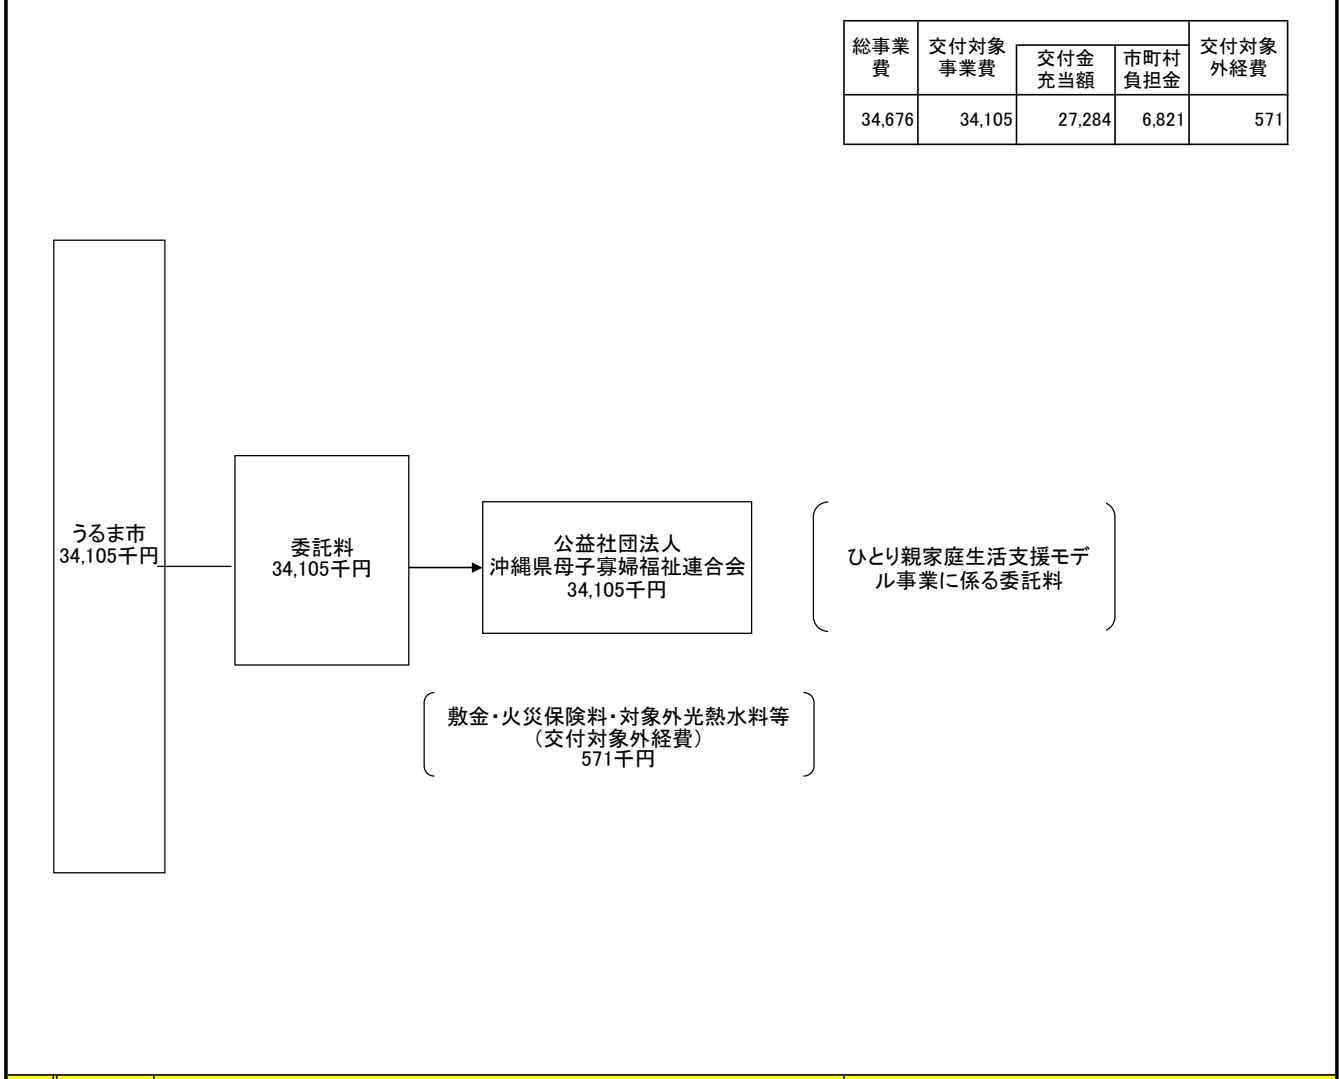 総事業
費
交付対象
事業費
交付金
充当額
市町村
負担金
交付対象
外経費
34,676
34,105
27,284
6,821
571
うるま市
34,105千円
委託料
34,105千円
公益社団法人
沖縄県母子寡婦福祉連合会
34,105千円
ひとり親家庭生活支援モデ
ル事業に係る委託料
敷金・火災保険料・対象外光熱水料等
（交付対象外経費）
571千円